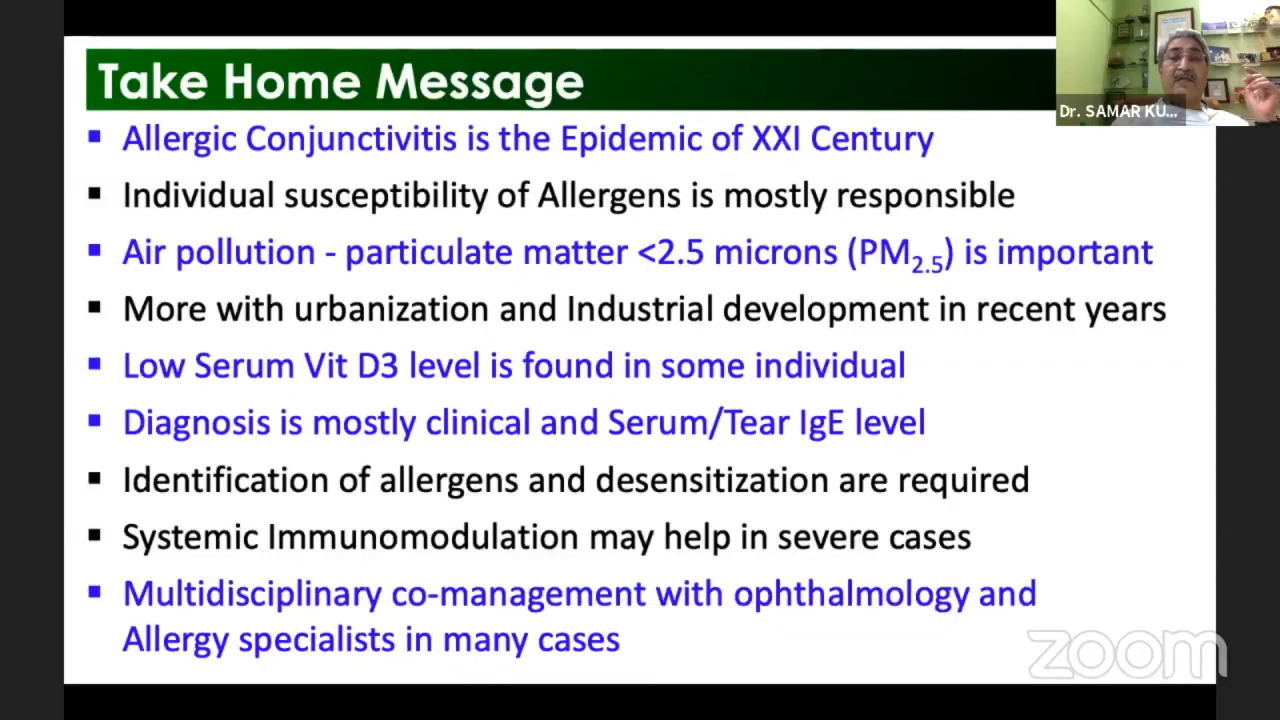 Take Home Message
Dr. SAMAR KU...
▪ Allergic Conjunctivitis is the Epidemic of XXI Century
▪ Individual susceptibility of Allergens is mostly responsible
▪ Air pollution - particulate matter <2.5 microns (PM2.5) is important
▪ More with urbanization and Industrial development in recent years
▪ Low Serum Vit D3 level is found in some individual
▪ Diagnosis is mostly clinical and Serum/Tear IgE level
▪ Identification of allergens and desensitization are required
▪ Systemic Immunomodulation may help in severe cases
▪ Multidisciplinary co-management with ophthalmology and
Allergy specialists in many cases
zoom